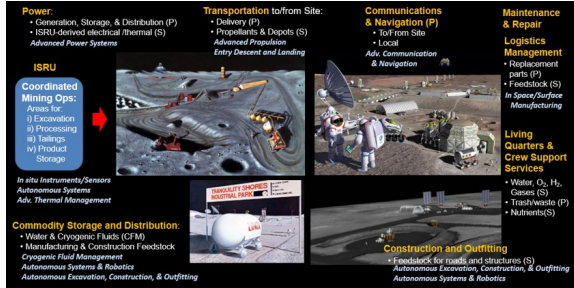 Power:
• Generation, Storage, & Distribution (P)
• ISRU-derived electrical /thermal (S)
Advanced Power Systems
Transportation to/from Site:
• Delivery (P)
• Propellants & Depots (S)
Advanced Propulsion
Entry Descent and Landing
Communications
& Navigation (P)
• To/From Site
• Local
Adv. Communication
& Navigation
Maintenance
& Repair
Logistics
Management
• Replacement
parts (P)
• Feedstock (S)
In Space/Surface
Manufacturing
ISRU
Coordinated
Mining Ops:
Areas for:
i) Excavation
ii) Processing
iii) Tailings
iv) Product
Storage
In situ Instruments/Sensors
Autonomous Systems
Adv. Thermal Management
Living
Quarters &
Crew Support
Services
• Water, O2, H2,
Gases (S)
• Trash/waste (P)
• Nutrients(S)
TRANQUILITY SHORES
INDUSTRIAL PARK
Commodity Storage and Distribution:
• Water & Cryogenic Fluids (CFM)
• Manufacturing & Construction Feedstock
Cryogenic Fluid Management
Autonomous Systems & Robotics
Autonomous Excavation, Construction, & Outfitting
Construction and Outfitting
• Feedstock for roads and structures (S)
Autonomous Excavation, Construction, & Outfitting
Autonomous Systems & Robotics